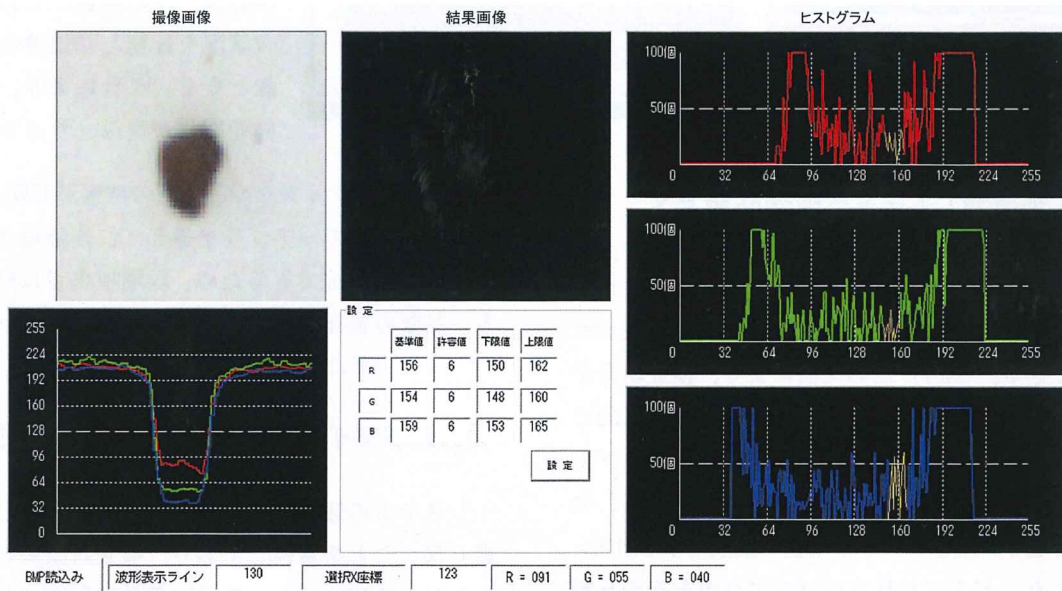 撮像画像
結果画像
ヒストグラム
100個
50個
0 32 64 96 128 160 192 224 255
100個
50個
0 32 64 96 128 160 192 224 255
100個
50個
0 32 64 96 128 160 192 224 255
255
224
192
160
128
96
64
32
0
設 定
基準値 許容値 下限値 上限値
R 156 6 150 162
G 154 6 148 160
B 159 6 153 165
設 定
BMP読込み 波形表示ライン 130 選択X座標 123 R = 091 G = 055 B = 040